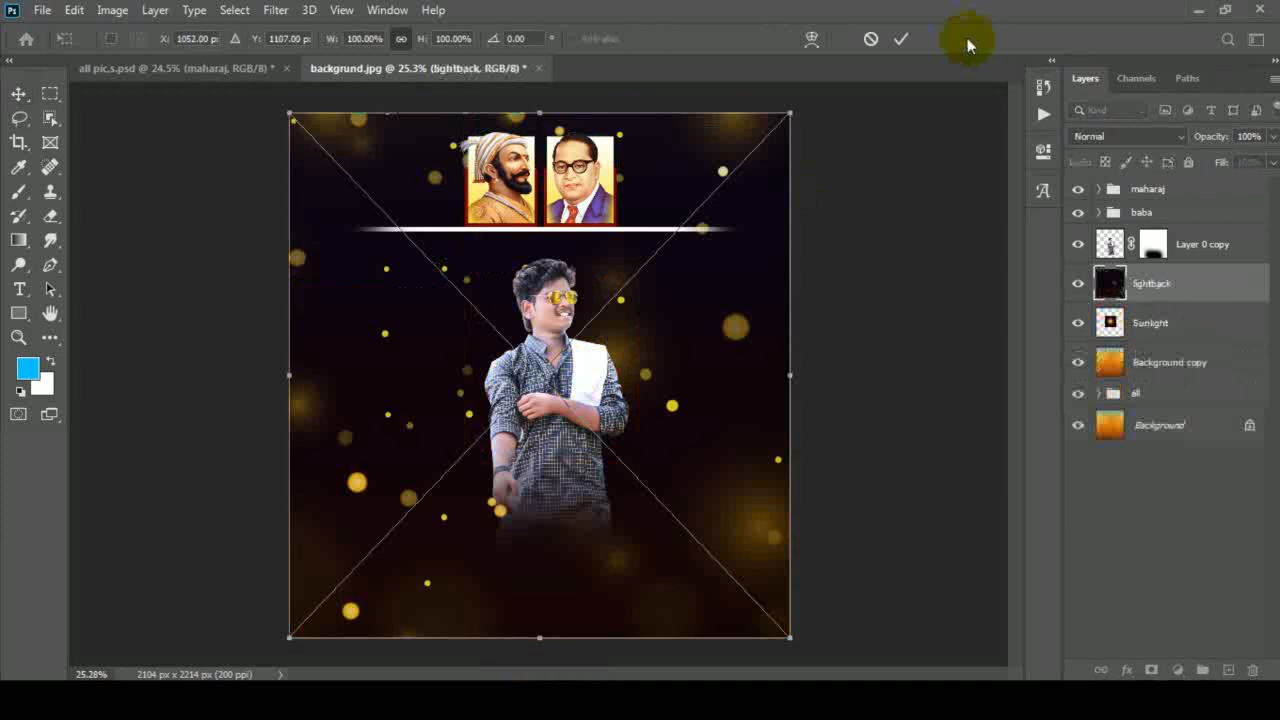 Ps File Edit Image Layer Type Select Filter 3D View Window Help
X: 1052.00 px Y: 1107.00 px W: 100.00% H: 100.00% 0.00 °
all pic,s.psd @ 24.5% (maharaj, RGB/8) * × backgrund.jpg @ 25.3% (lightback, RGB/8) * ×
Layers Channels Paths
Kind
Normal Opacity: 100%
Fill:
maharaj
baba
Layer 0 copy
lightback
Sunlight
Background copy
all
Background
25.28% 2104 px x 2214 px (200 ppi)